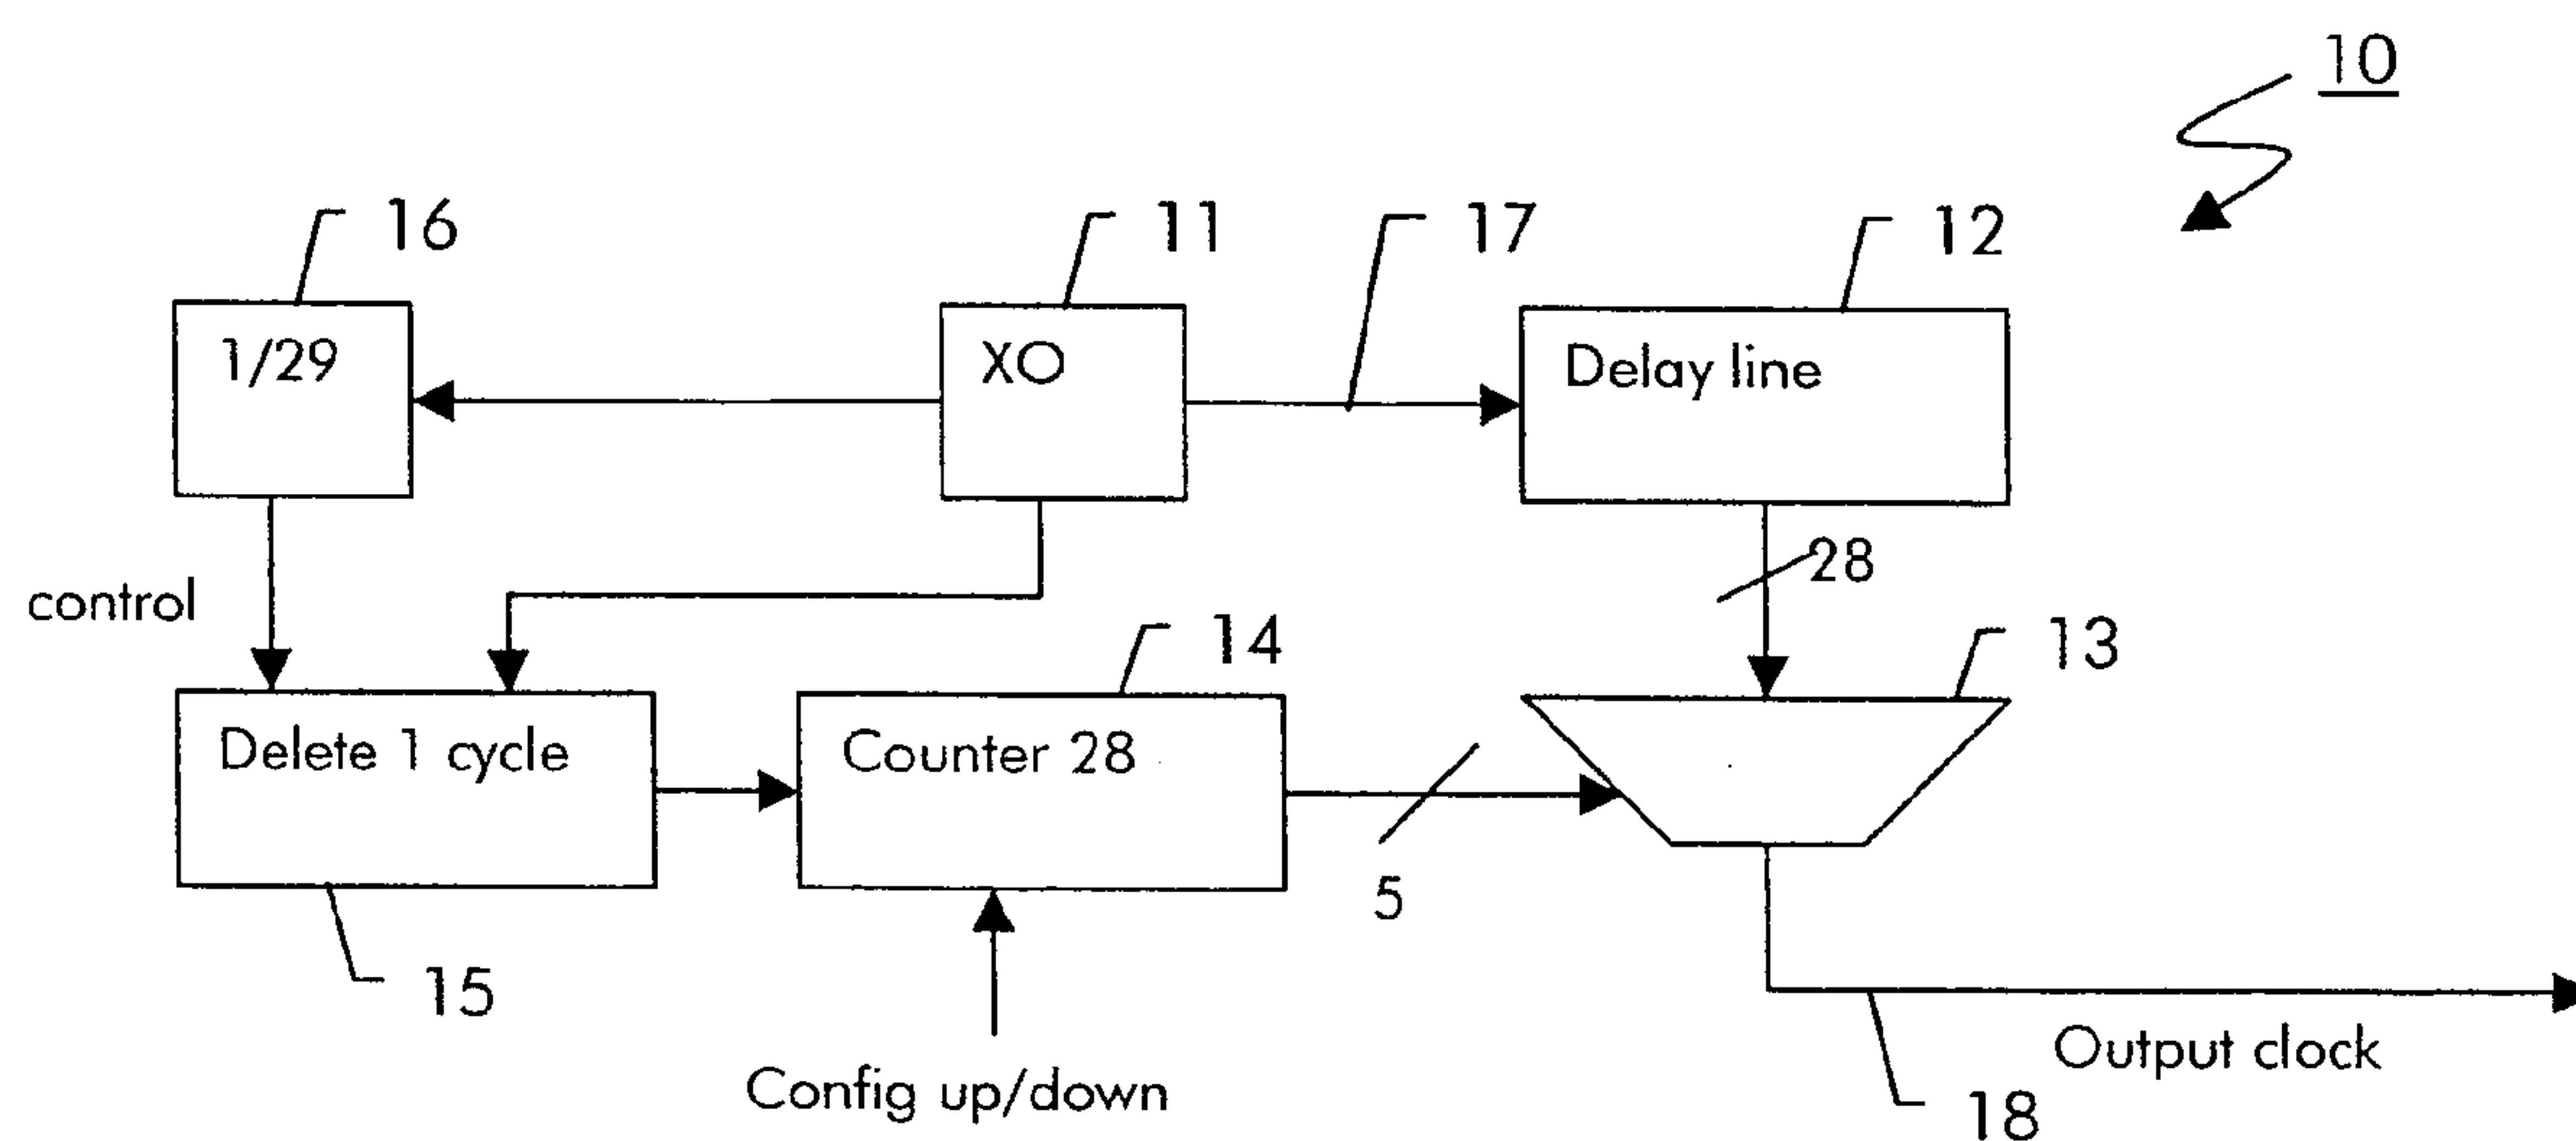 10
16
11
17
12
1/29
XO
Delay line
28
control
14
13
Delete 1 cycle
Counter 28
5
15
Config up/down
Output clock
18